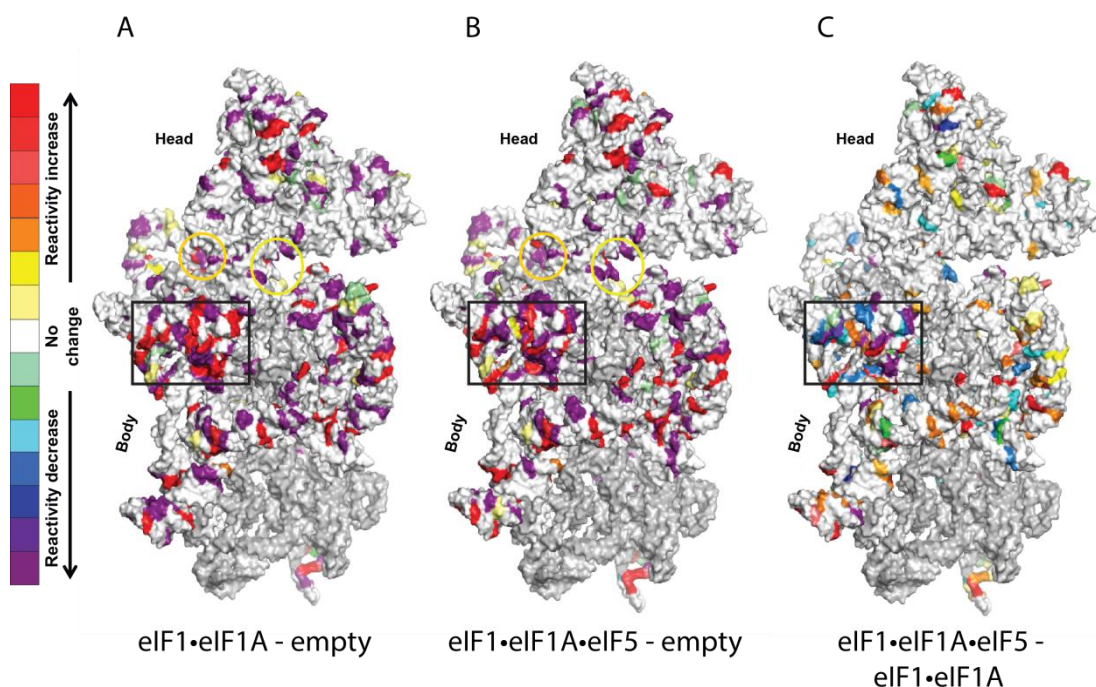 A
B
C
Head
Head
Head
Reactivity increase
No
change
Reactivity decrease
Body
Body
Body
eIF1•eIF1A - empty
eIF1•eIF1A•eIF5 - empty
eIF1•eIF1A•eIF5 -
eIF1•eIF1A